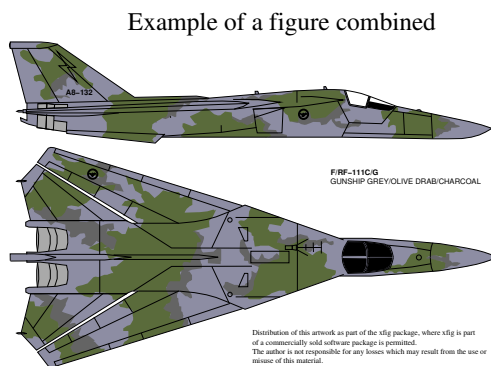 Example of a figure combined
A8−132
F/RF−111C/G
GUNSHIP GREY/OLIVE DRAB/CHARCOAL
Distribution of this artwork as part of the xfig package, where xfig is part
of a commercially sold software package is permitted.
The author is not responsible for any losses which may result from the use or
misuse of this material.